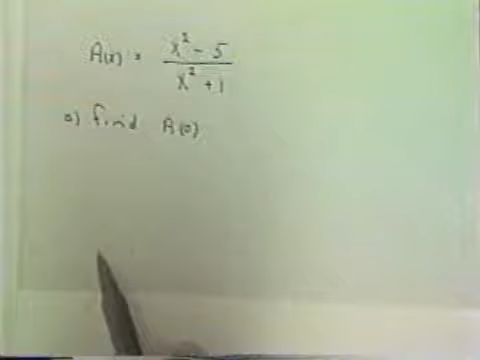 A(x) = x² - 5 / x² + 1
a) find A(0)